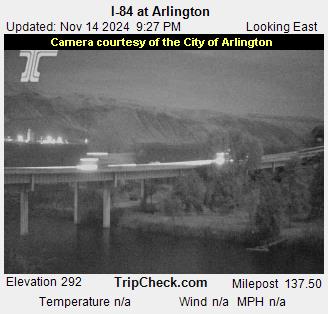 I-84 at Arlington
Updated: Nov 14 2024 9:27 PM Looking East
Camera courtesy of the City of Arlington
Elevation 292 TripCheck.com Milepost 137.50
Temperature n/a Wind n/a MPH n/a